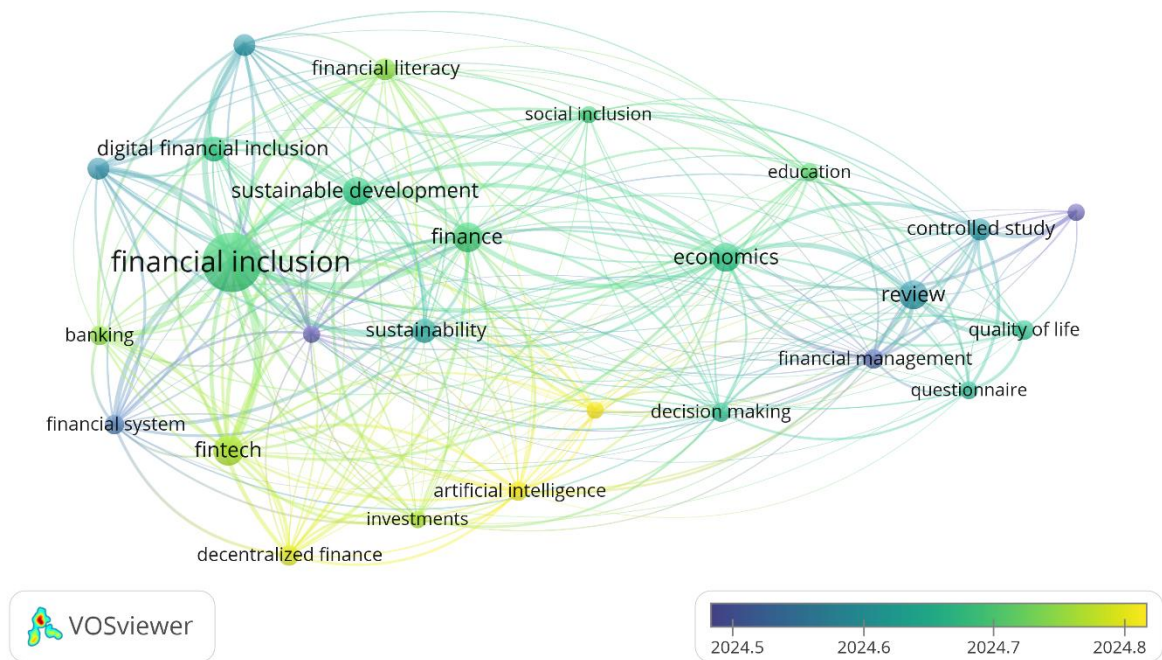 financial literacy
social inclusion
digital financial inclusion
education
sustainable development
controlled study
finance
economics
financial inclusion
review
banking
sustainability
quality of life
financial management
questionnaire
decision making
financial system
fintech
artificial intelligence
investments
decentralized finance
VOSviewer
2024.5 2024.6 2024.7 2024.8